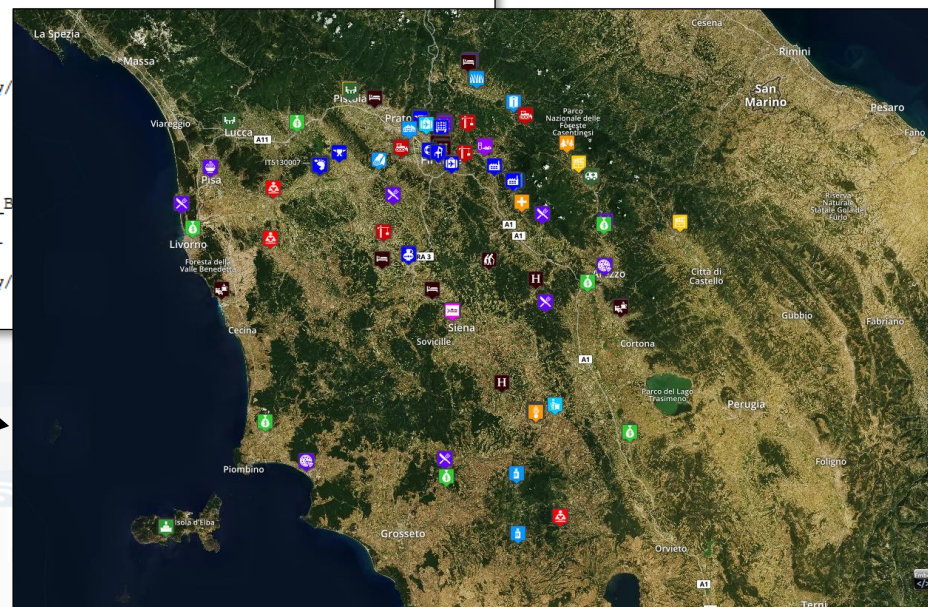 La Spezia
Cesena
Massa
Rimini
San
Marino
Pesaro
Parco
Nazionale delle
Foreste
Casentinesi
Fano
Viareggio
Lucca
A11
Prato
IT5130007
Pisa
Riserva
Naturale
Statale Gola del
Furlo
Livorno
A1
A1
RA 3
Foresta della
Valle Benedetta
Città di
Castello
Cecina
Siena
Sovicille
Gubbio
Fabriano
Cortona
A1
Parco del Lago
Trasimeno
Perugia
Foligno
Piombino
Isola d'Elba
Grosseto
Orvieto
A1
Terni